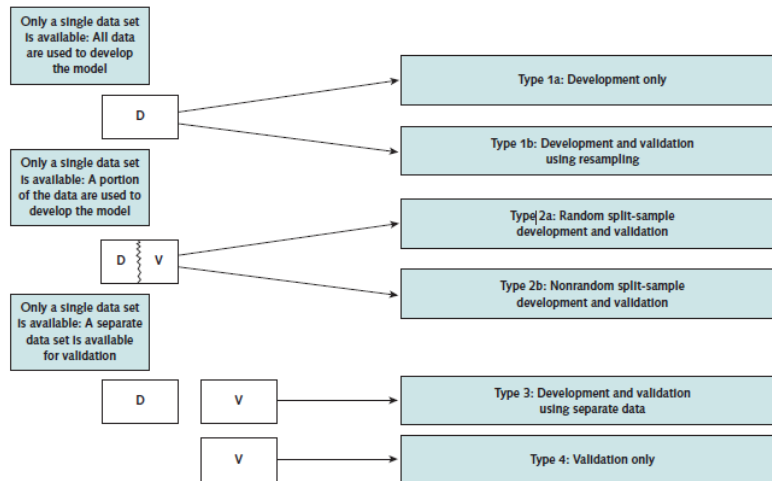 Only a single data set
is available: All data
are used to develop
the model
D
Type 1a: Development only
Type 1b: Development and validation
using resampling
Only a single data set
is available: A portion
of the data are used to
develop the model
D
V
Type 2a: Random split-sample
development and validation
Type 2b: Nonrandom split-sample
development and validation
Only a single data set
is available: A separate
data set is available
for validation
D
V
Type 3: Development and validation
using separate data
V
Type 4: Validation only